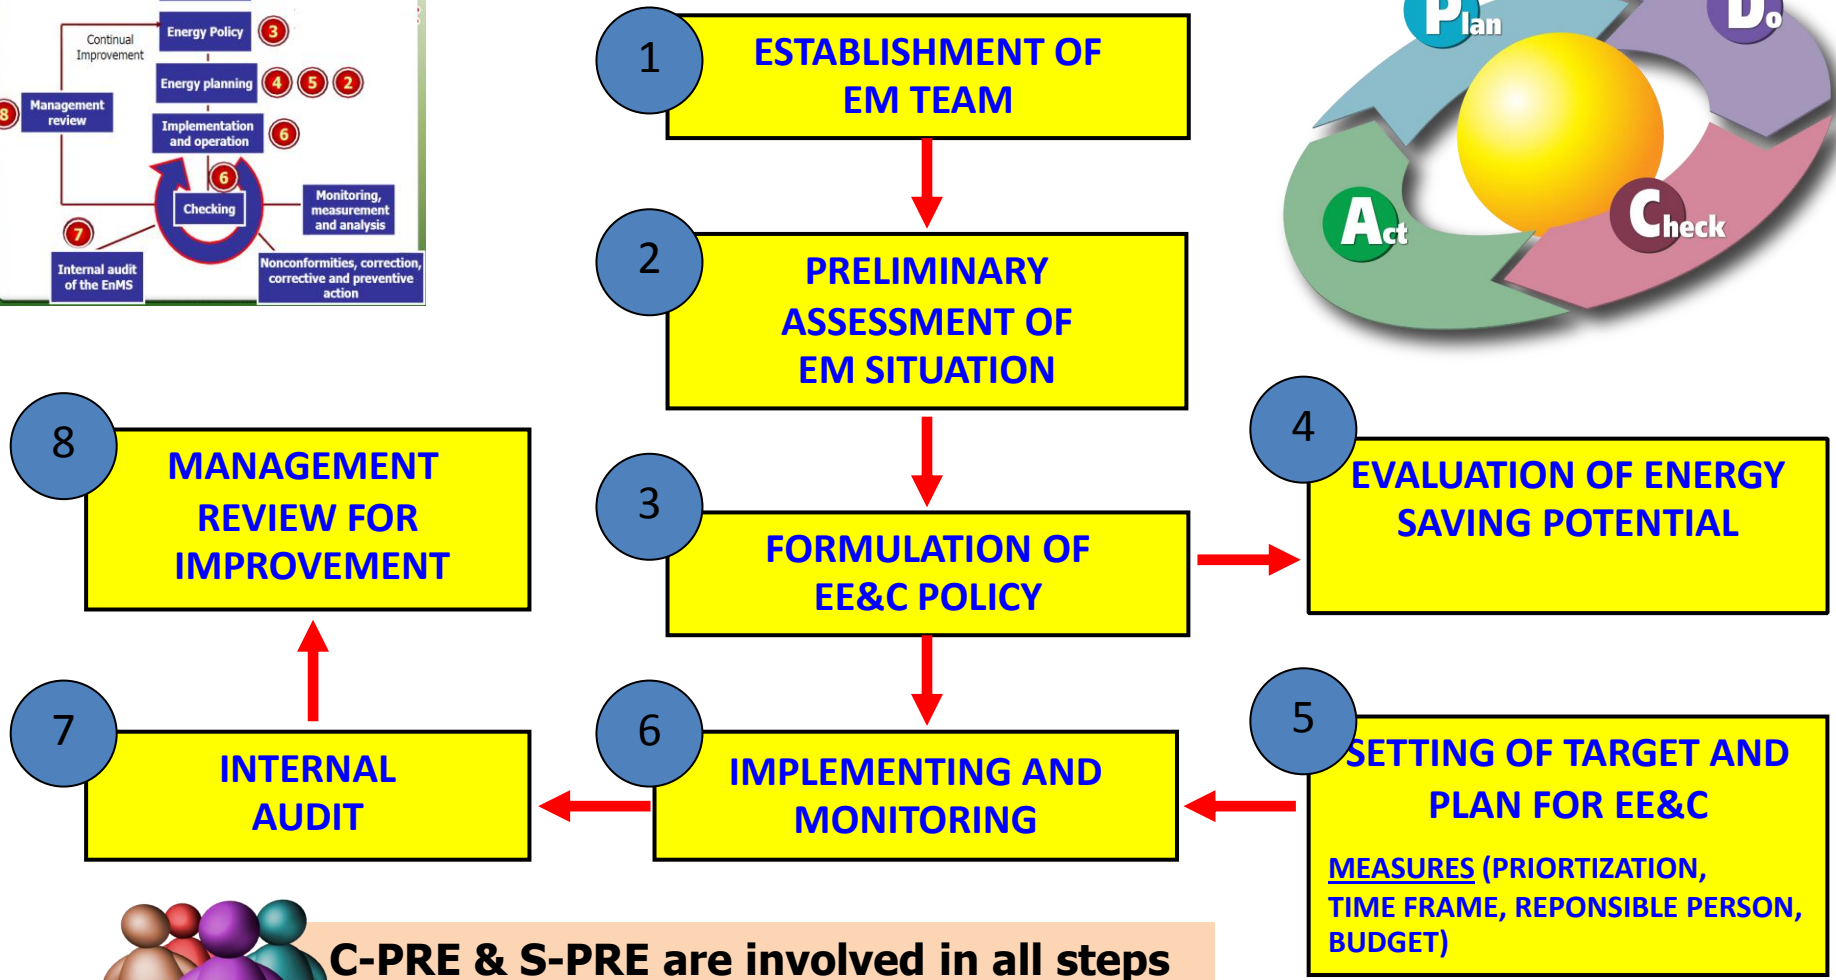 Energy Policy
3
Continual
Improvement
Energy planning
4 5 2
8
Management
review
Implementation
and operation
6
6
Checking
Monitoring,
measurement
and analysis
7
Internal audit
of the EnMS
Nonconformities, correction,
corrective and preventive
action
1
ESTABLISHMENT OF
EM TEAM
Plan
Do
Check
Act
2
PRELIMINARY
ASSESSMENT OF
EM SITUATION
3
FORMULATION OF
EE&C POLICY
4
EVALUATION OF ENERGY
SAVING POTENTIAL
5
SETTING OF TARGET AND
PLAN FOR EE&C
MEASURES (PRIORTIZATION,
TIME FRAME, REPONSIBLE PERSON,
BUDGET)
6
IMPLEMENTING AND
MONITORING
7
INTERNAL
AUDIT
8
MANAGEMENT
REVIEW FOR
IMPROVEMENT
C-PRE & S-PRE are involved in all steps